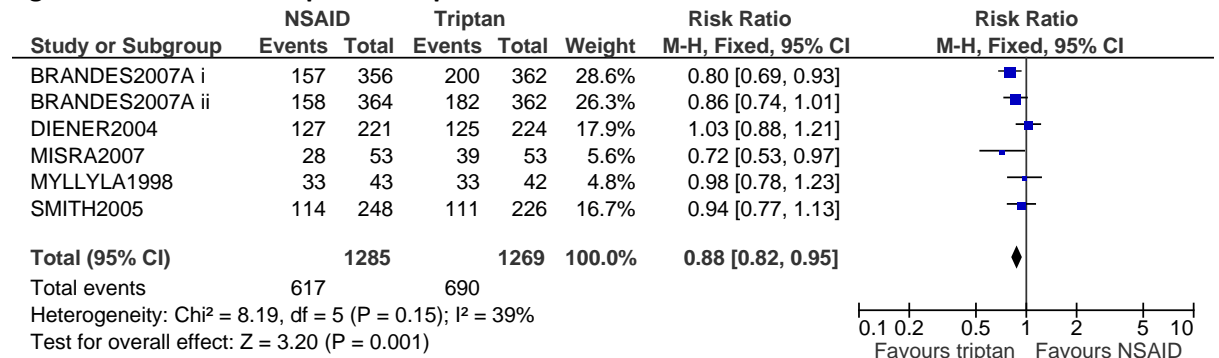 NSAID Triptan Risk Ratio Risk Ratio
Study or Subgroup Events Total Events Total Weight M-H, Fixed, 95% CI M-H, Fixed, 95% CI
BRANDES2007A i 157 356 200 362 28.6% 0.80 [0.69, 0.93]
BRANDES2007A ii 158 364 182 362 26.3% 0.86 [0.74, 1.01]
DIENER2004 127 221 125 224 17.9% 1.03 [0.88, 1.21]
MISRA2007 28 53 39 53 5.6% 0.72 [0.53, 0.97]
MYLLYLA1998 33 43 33 42 4.8% 0.98 [0.78, 1.23]
SMITH2005 114 248 111 226 16.7% 0.94 [0.77, 1.13]
Total (95% CI) 1285 1269 100.0% 0.88 [0.82, 0.95]
Total events 617 690
Heterogeneity: Chi² = 8.19, df = 5 (P = 0.15); I² = 39%
Test for overall effect: Z = 3.20 (P = 0.001)
0.1 0.2 0.5 1 2 5 10
Favours triptan Favours NSAID